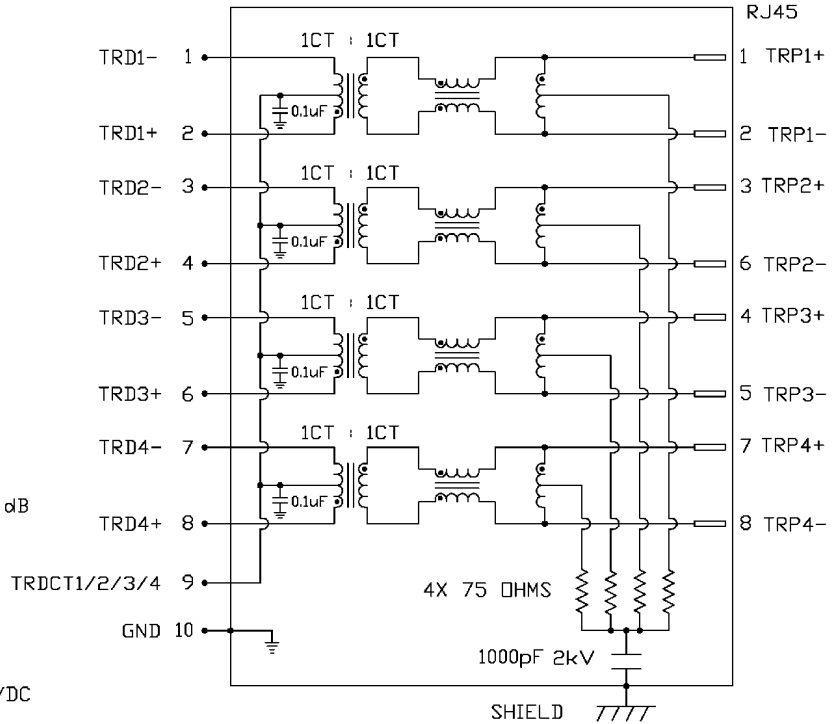 RJ45
1CT : 1CT
TRD1- 1
1 TRP1+
0.1uF
TRD1+ 2
2 TRP1-
1CT : 1CT
TRD2- 3
3 TRP2+
0.1uF
TRD2+ 4
6 TRP2-
1CT : 1CT
TRD3- 5
4 TRP3+
0.1uF
TRD3+ 6
5 TRP3-
1CT : 1CT
TRD4- 7
7 TRP4+
0.1uF
dB
TRD4+ 8
8 TRP4-
TRDCT1/2/3/4 9
4X 75 OHMS
GND 10
1000pF 2kV
/DC
SHIELD